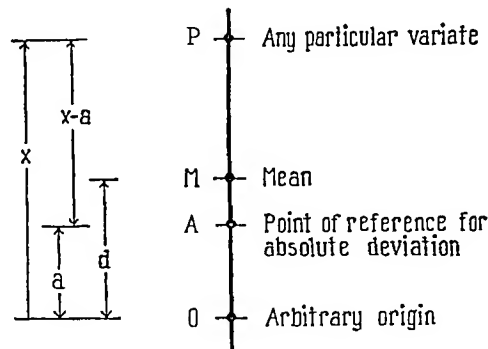 P Any particular variate
x-a
x
M Mean
A Point of reference for
absolute deviation
d
a
O Arbitrary origin